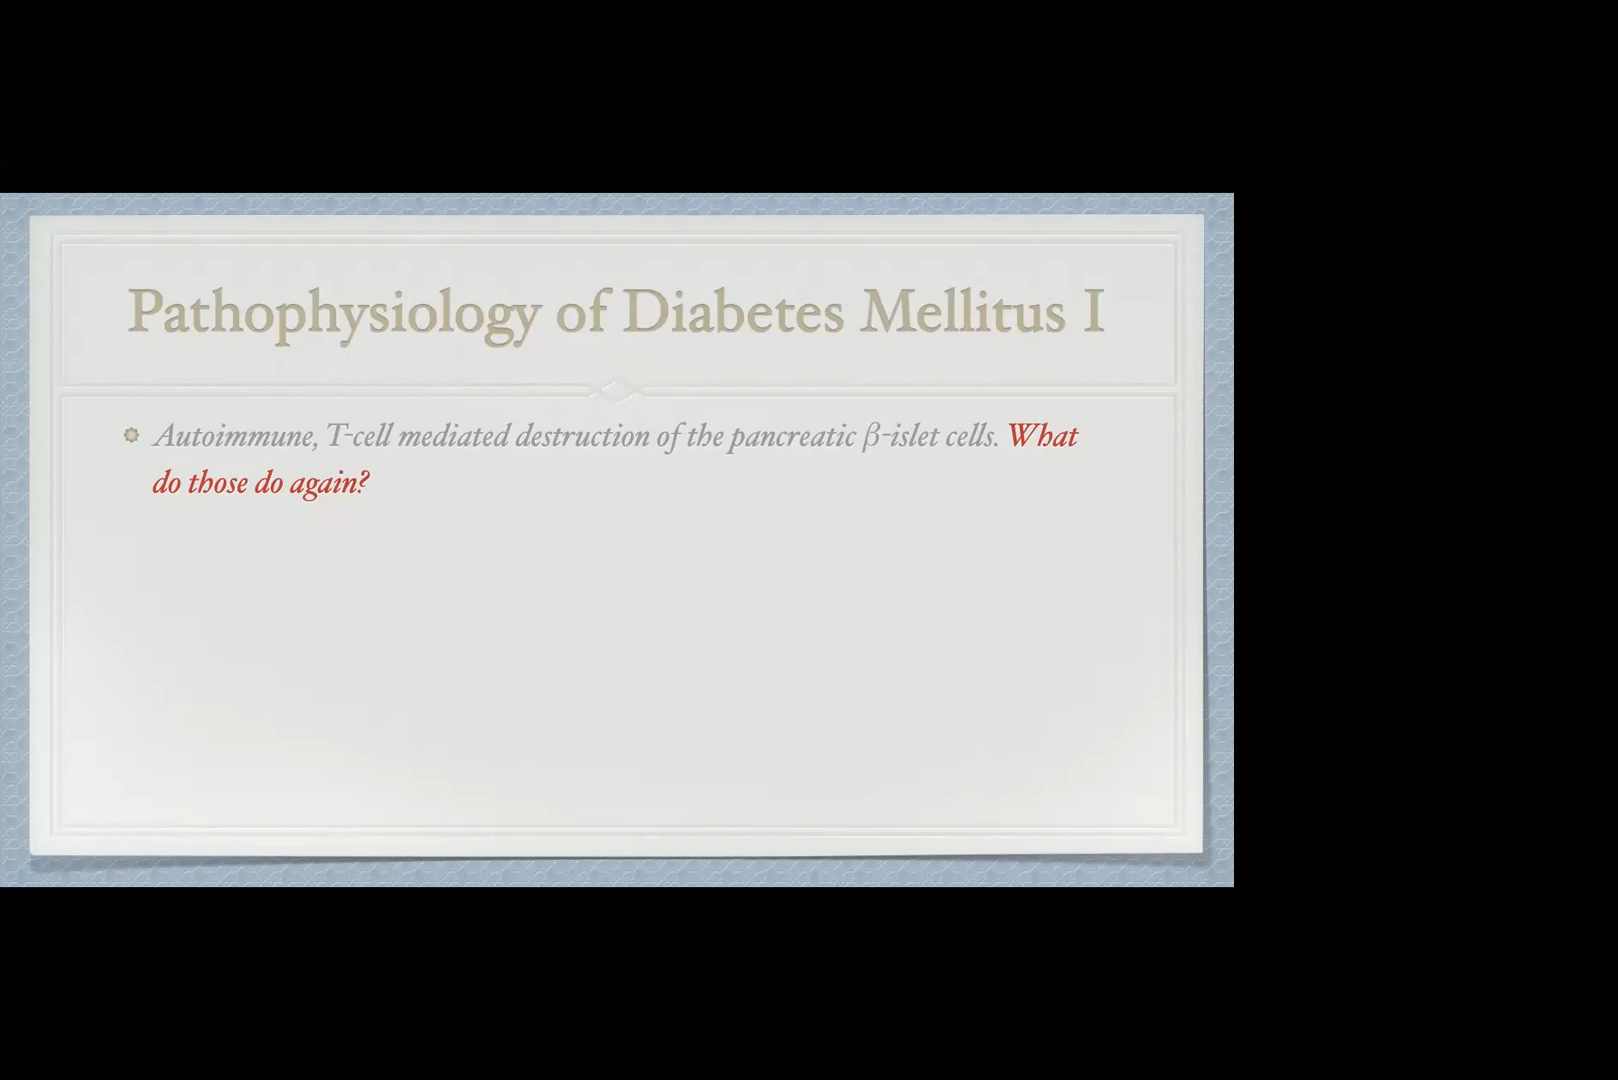 Pathophysiology of Diabetes Mellitus I
Autoimmune, T-cell mediated destruction of the pancreatic β-islet cells. What
do those do again?